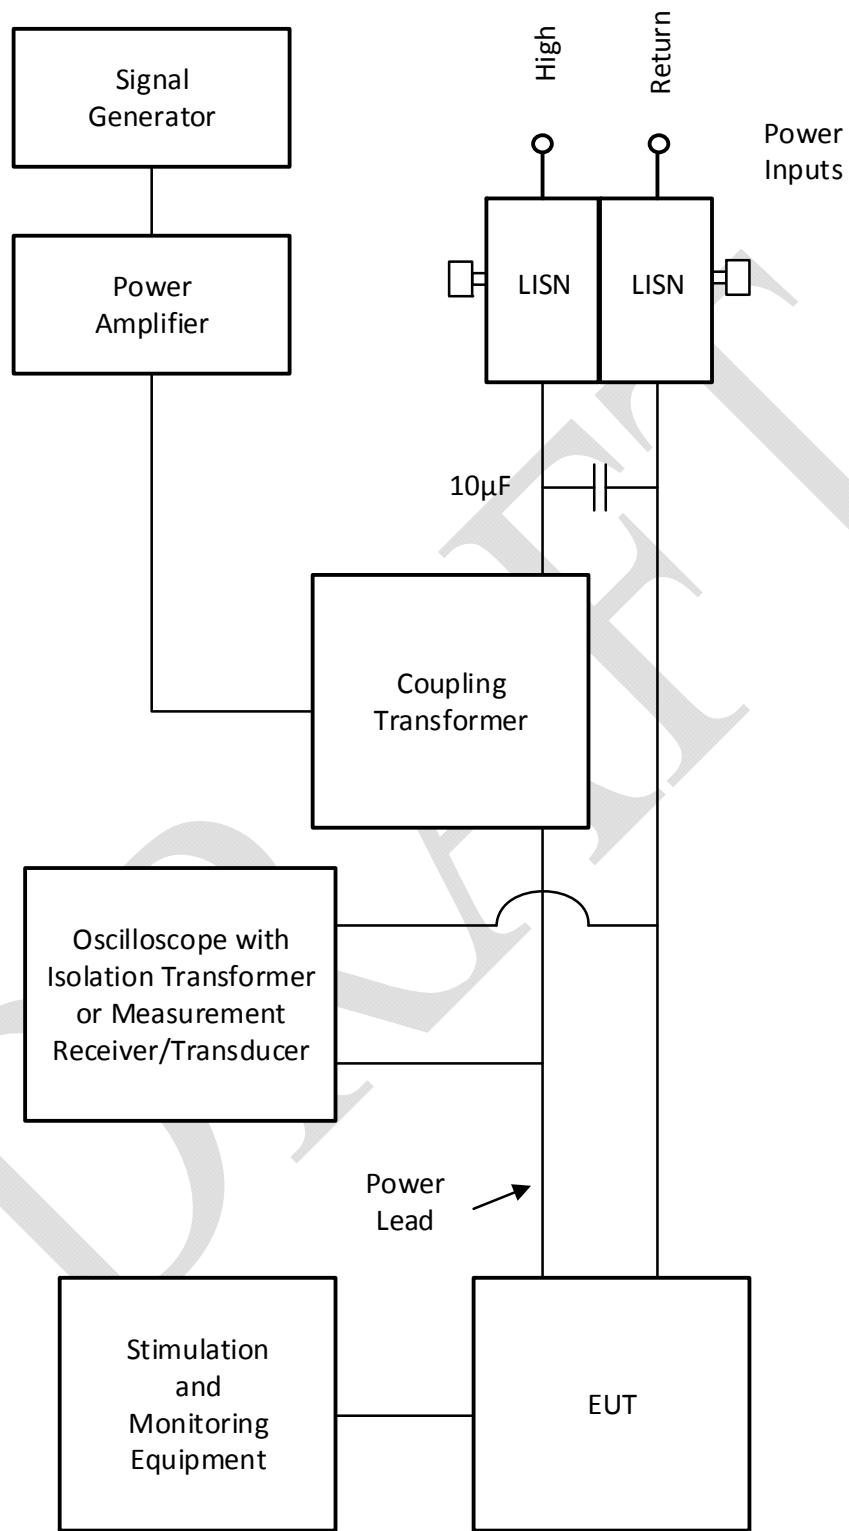 Signal
Generator
High
Return
Power
Inputs
Power
Amplifier
LISN
LISN
10µF
Coupling
Transformer
Oscilloscope with
Isolation Transformer
or Measurement
Receiver/Transducer
Power
Lead
Stimulation
and
Monitoring
Equipment
EUT
DRAFT